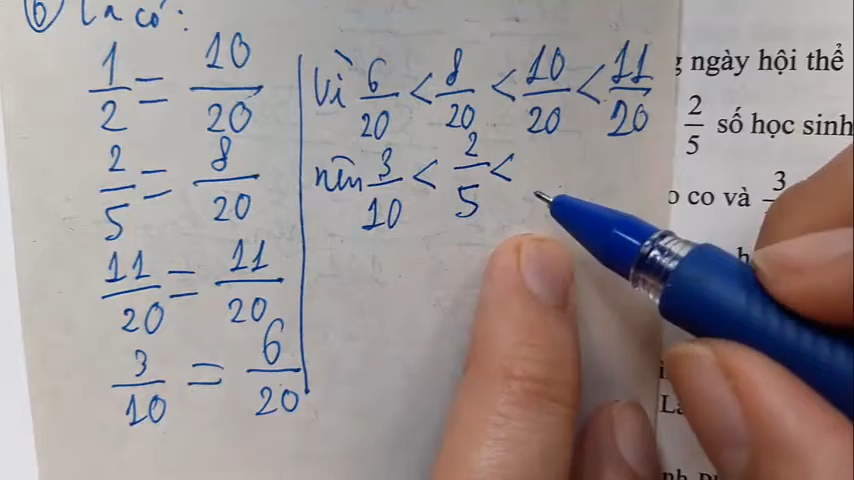 b) Ta có:
1/2 = 10/20
2/5 = 8/20
11/20 = 11/20
3/10 = 6/20
Vì 6/20 < 8/20 < 10/20 < 11/20
nên 3/10 < 2/5 <
ngày hội thể
2/5 số học sinh
co và 3